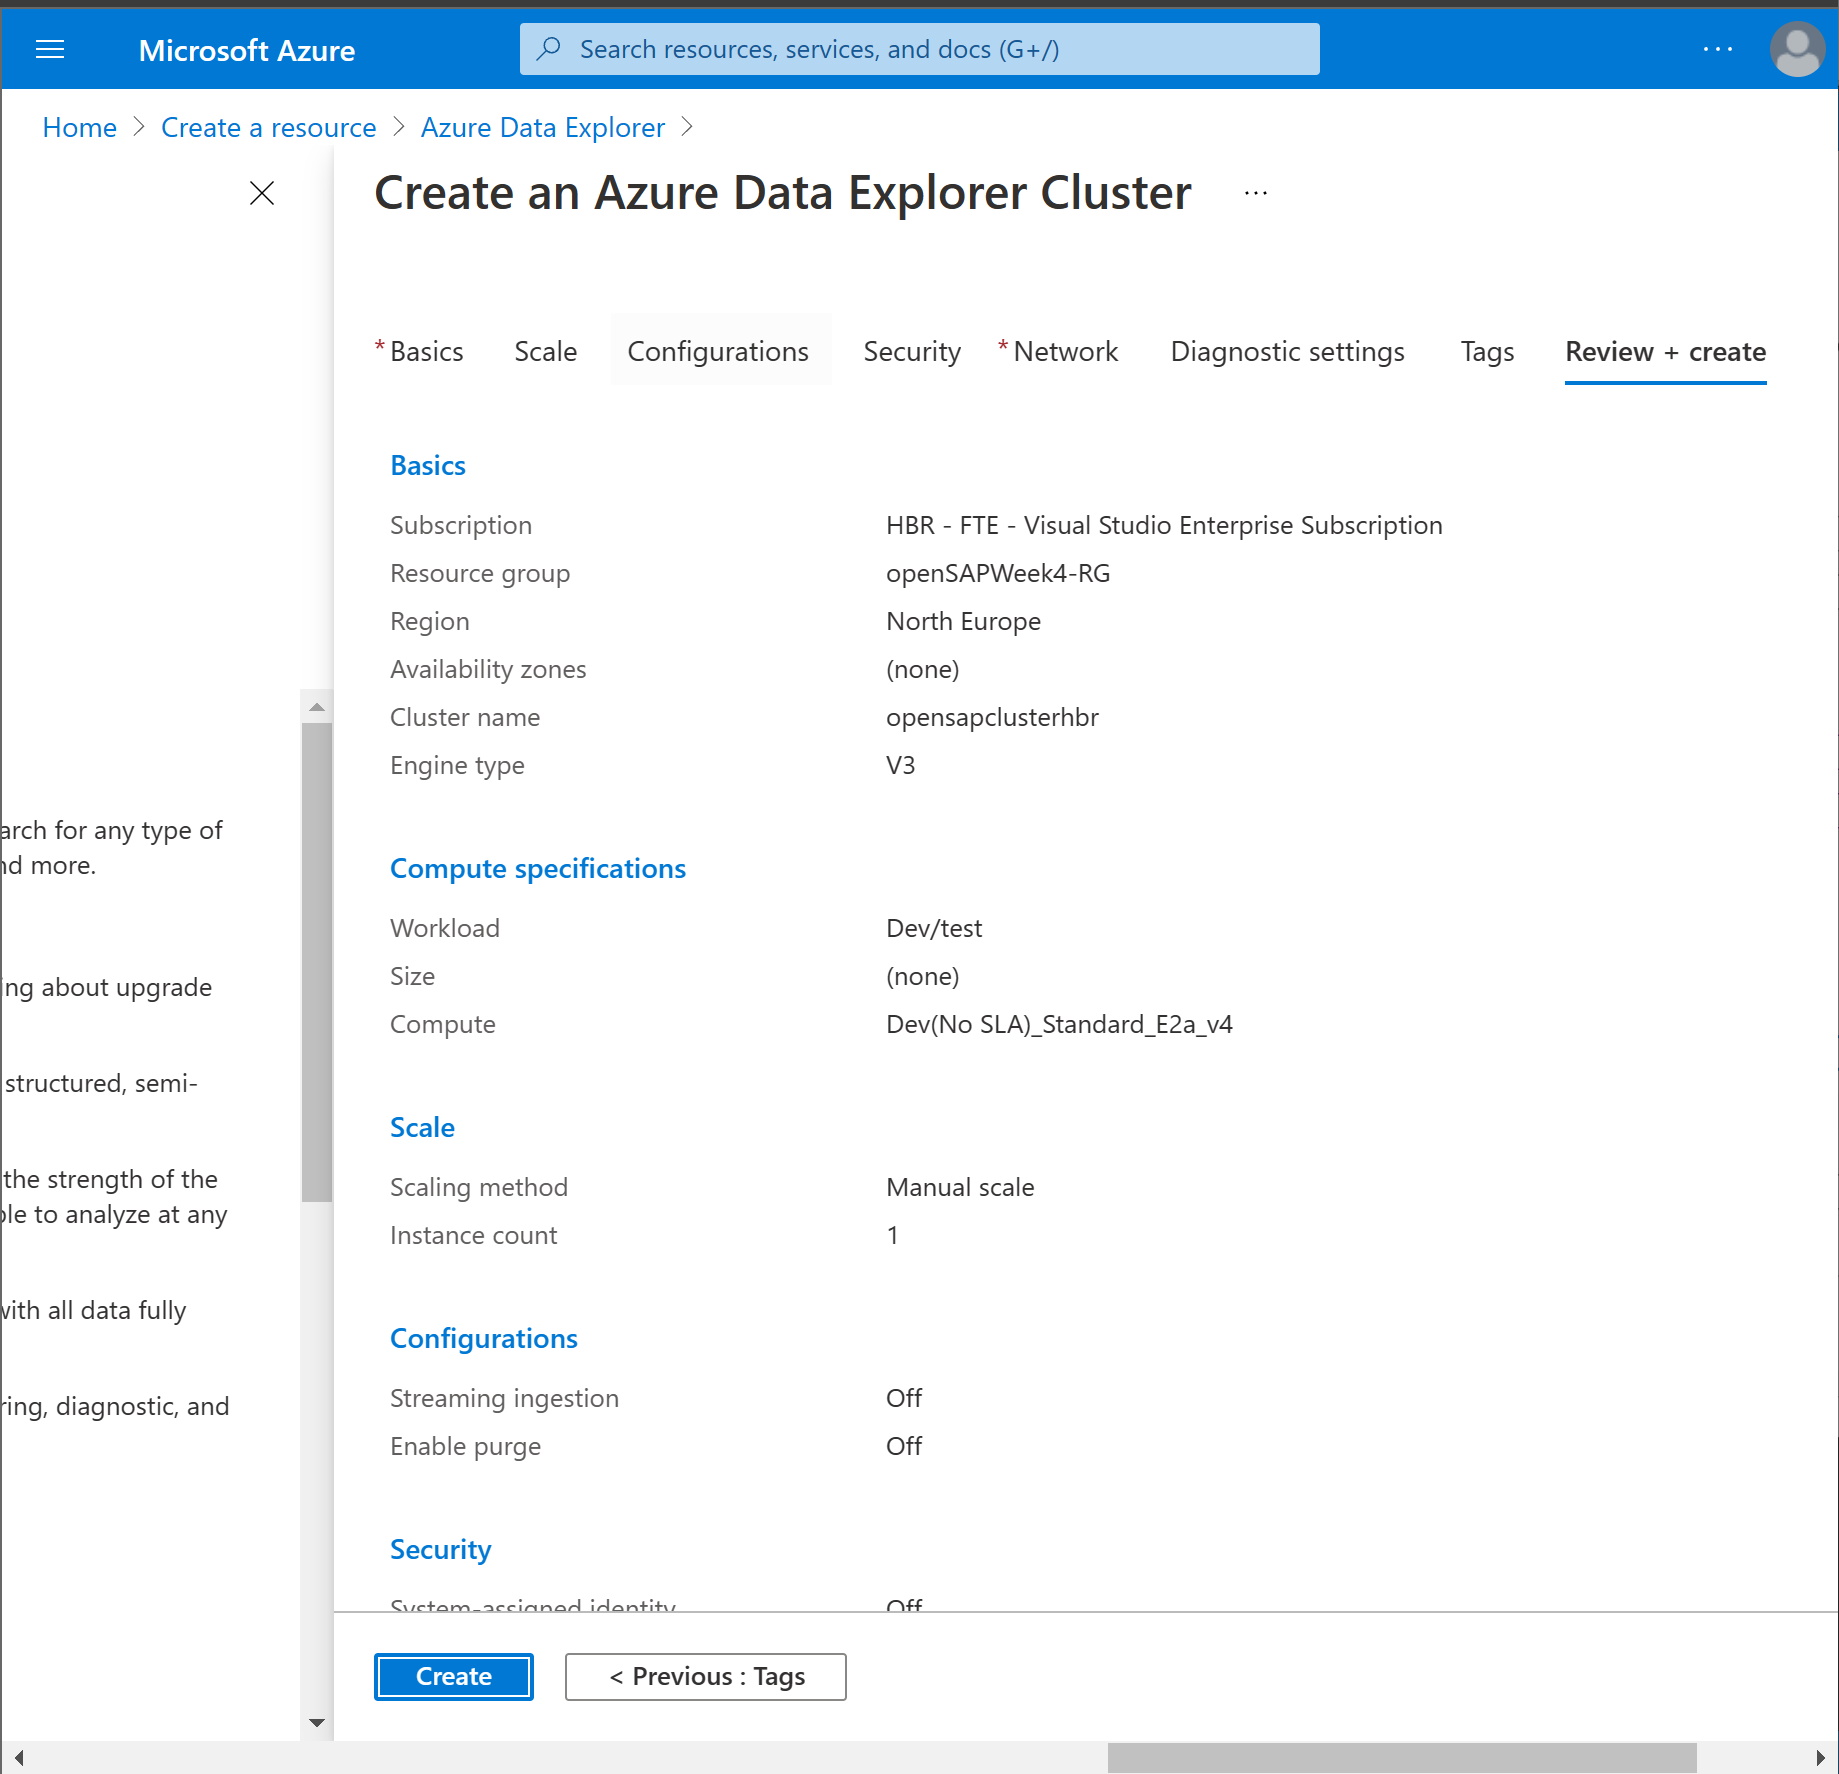 Microsoft Azure
Search resources, services, and docs (G+/)
Home > Create a resource > Azure Data Explorer >
Create an Azure Data Explorer Cluster ...
* Basics Scale Configurations Security * Network Diagnostic settings Tags Review + create
Basics
Subscription HBR - FTE - Visual Studio Enterprise Subscription
Resource group openSAPWeek4-RG
Region North Europe
Availability zones (none)
Cluster name opensapclusterhbr
Engine type V3
Compute specifications
Workload Dev/test
Size (none)
Compute Dev(No SLA)_Standard_E2a_v4
Scale
Scaling method Manual scale
Instance count 1
Configurations
Streaming ingestion Off
Enable purge Off
Security
System-assigned identity Off
Create
< Previous : Tags
for any type of
more.
about upgrade
structured, semi-
the strength of the
to analyze at any
with all data fully
diagnostic, and